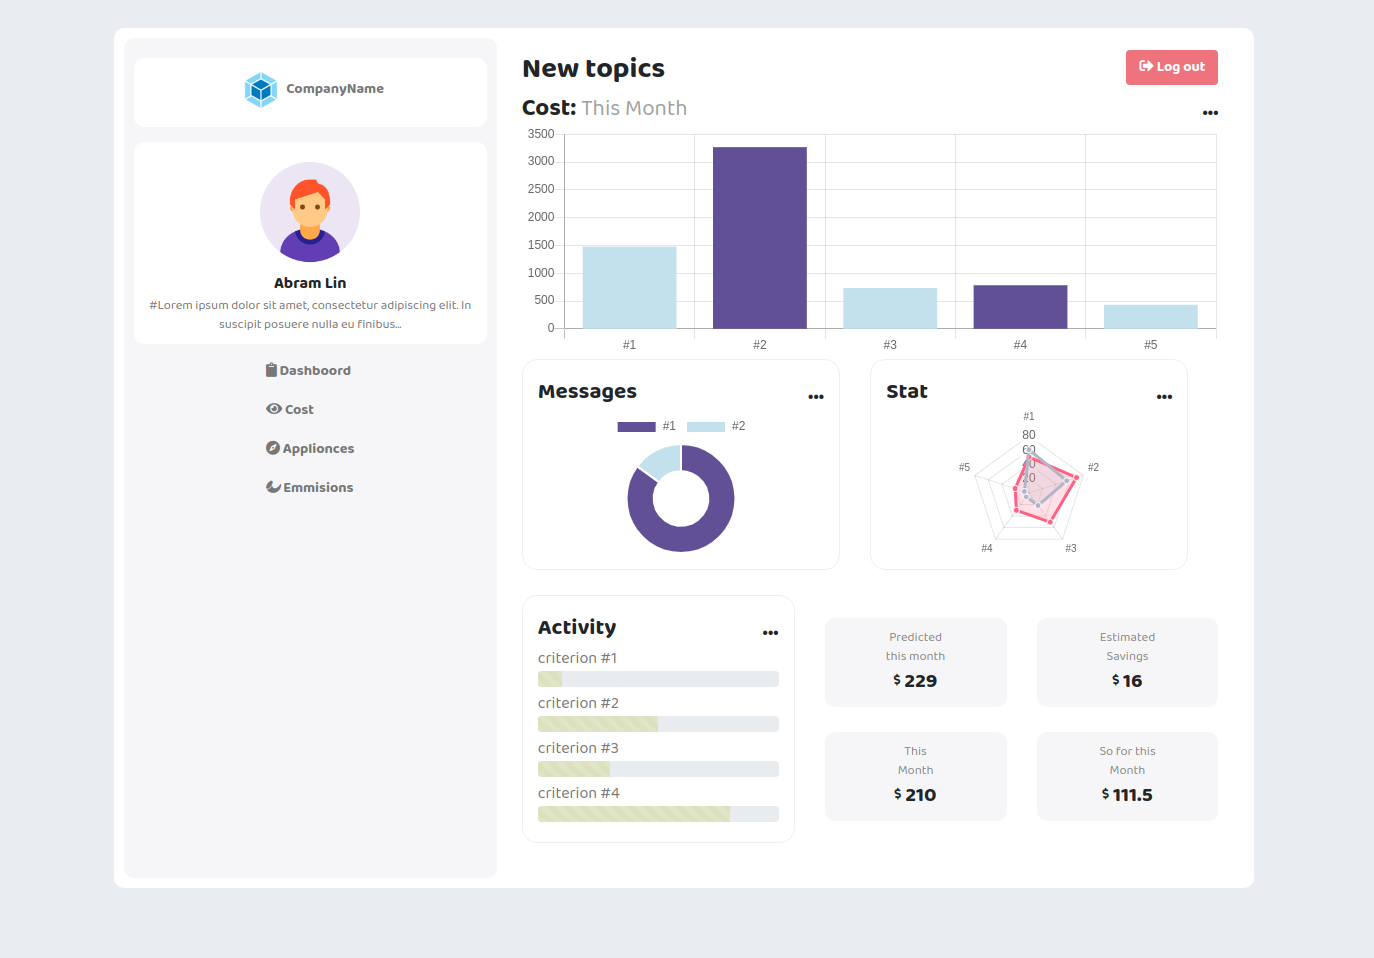 CompanyName
Abram Lin
#Lorem ipsum dolor sit amet, consectetur adipiscing elit. In
suscipit posuere nulla eu finibus...
Dashboord
Cost
Applionces
Emmisions
New topics
Log out
Cost: This Month
3500
3000
2500
2000
1500
1000
500
0
#1 #2 #3 #4 #5
Messages
#1 #2
Stat
#1
80
60
40
20
#5 #2
#4 #3
Activity
criterion #1
criterion #2
criterion #3
criterion #4
Predicted
this month
$ 229
Estimated
Savings
$ 16
This
Month
$ 210
So for this
Month
$ 111.5